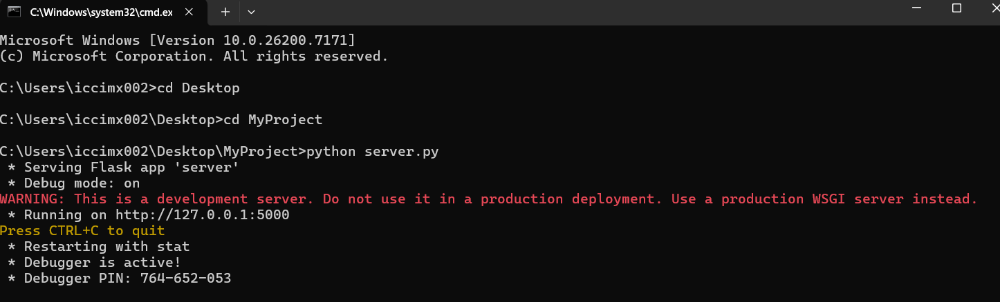 C:\Windows\system32\cmd.ex
Microsoft Windows [Version 10.0.26200.7171]
(c) Microsoft Corporation. All rights reserved.
C:\Users\iccimx002>cd Desktop
C:\Users\iccimx002\Desktop>cd MyProject
C:\Users\iccimx002\Desktop\MyProject>python server.py
* Serving Flask app 'server'
* Debug mode: on
WARNING: This is a development server. Do not use it in a production deployment. Use a production WSGI server instead.
* Running on http://127.0.0.1:5000
Press CTRL+C to quit
* Restarting with stat
* Debugger is active!
* Debugger PIN: 764-652-053